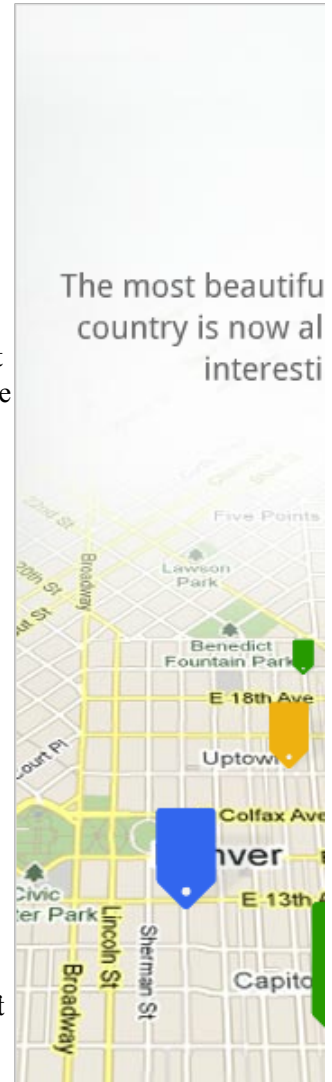 The most beautifu
country is now al
interesti
t
e
22nd St
Five Points
Broadway
Lawson
Park
20th St
ut St
Benedict
Fountain Park
E 18th Ave
Court Pl
Uptow
Colfax Ave
nver
Civic
ter Park
E 13th
Lincoln St
Sherman St
Capito
Broadway
t